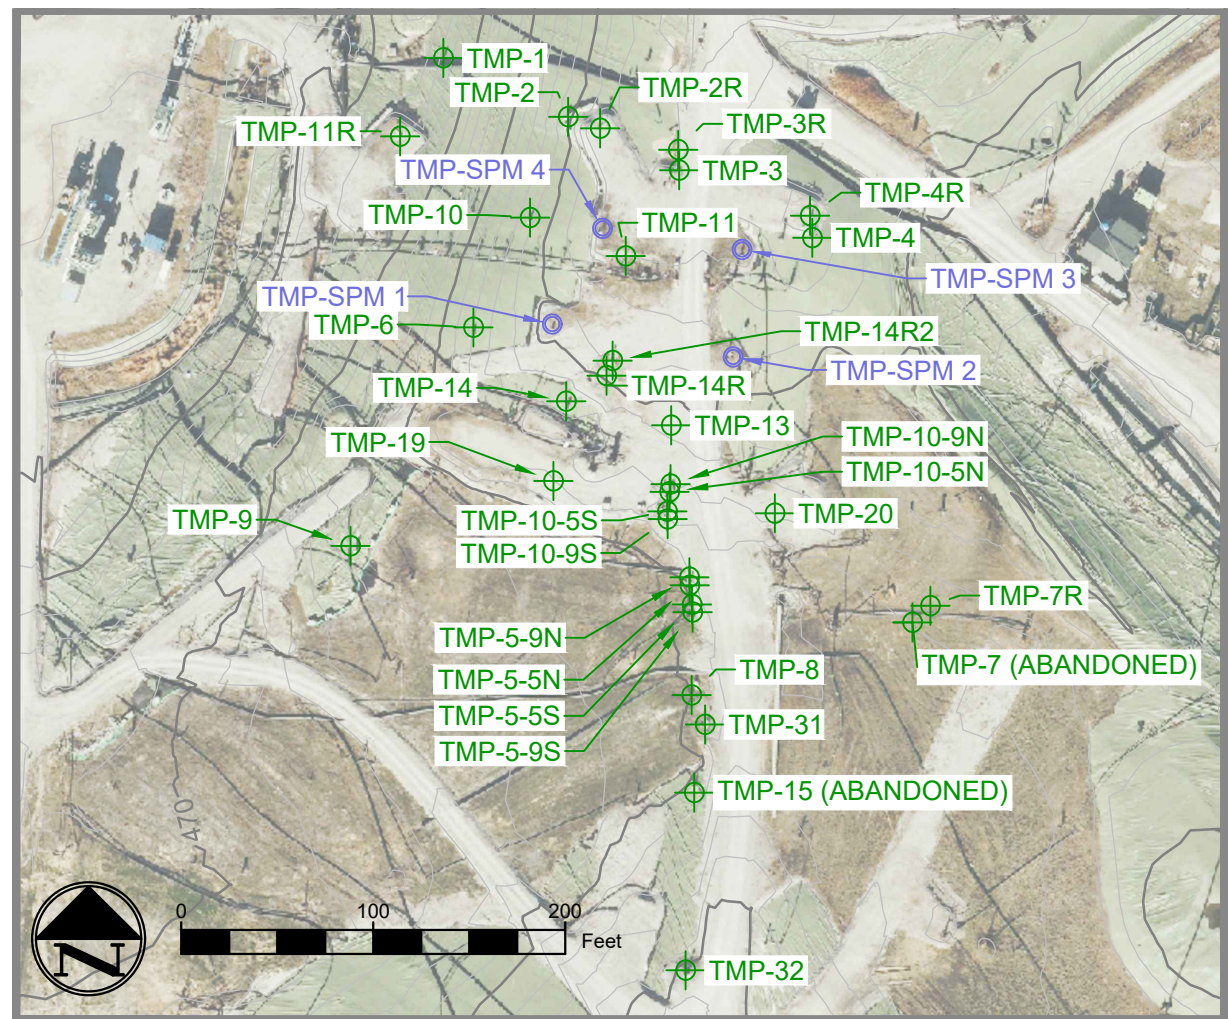 TMP-1
TMP-2
TMP-2R
TMP-11R
TMP-3R
TMP-SPM 4
TMP-3
TMP-4R
TMP-10
TMP-11
TMP-4
TMP-SPM 3
TMP-SPM 1
TMP-6
TMP-14R2
TMP-SPM 2
TMP-14
TMP-14R
TMP-13
TMP-19
TMP-10-9N
TMP-10-5N
TMP-9
TMP-10-5S
TMP-20
TMP-10-9S
TMP-7R
TMP-5-9N
TMP-7 (ABANDONED)
TMP-8
TMP-5-5N
TMP-5-5S
TMP-31
TMP-5-9S
TMP-15 (ABANDONED)
470
0 100 200
Feet
N
TMP-32